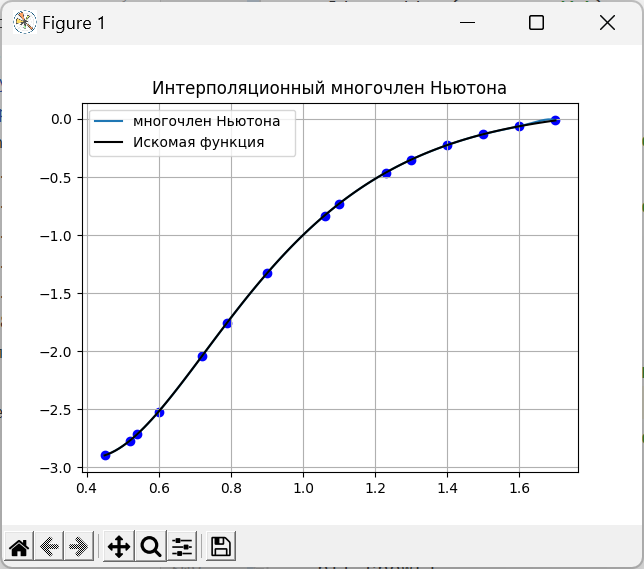 Figure 1
Интерполяционный многочлен Ньютона
многочлен Ньютона
Искомая функция
0.0
−0.5
−1.0
−1.5
−2.0
−2.5
−3.0
0.4 0.6 0.8 1.0 1.2 1.4 1.6